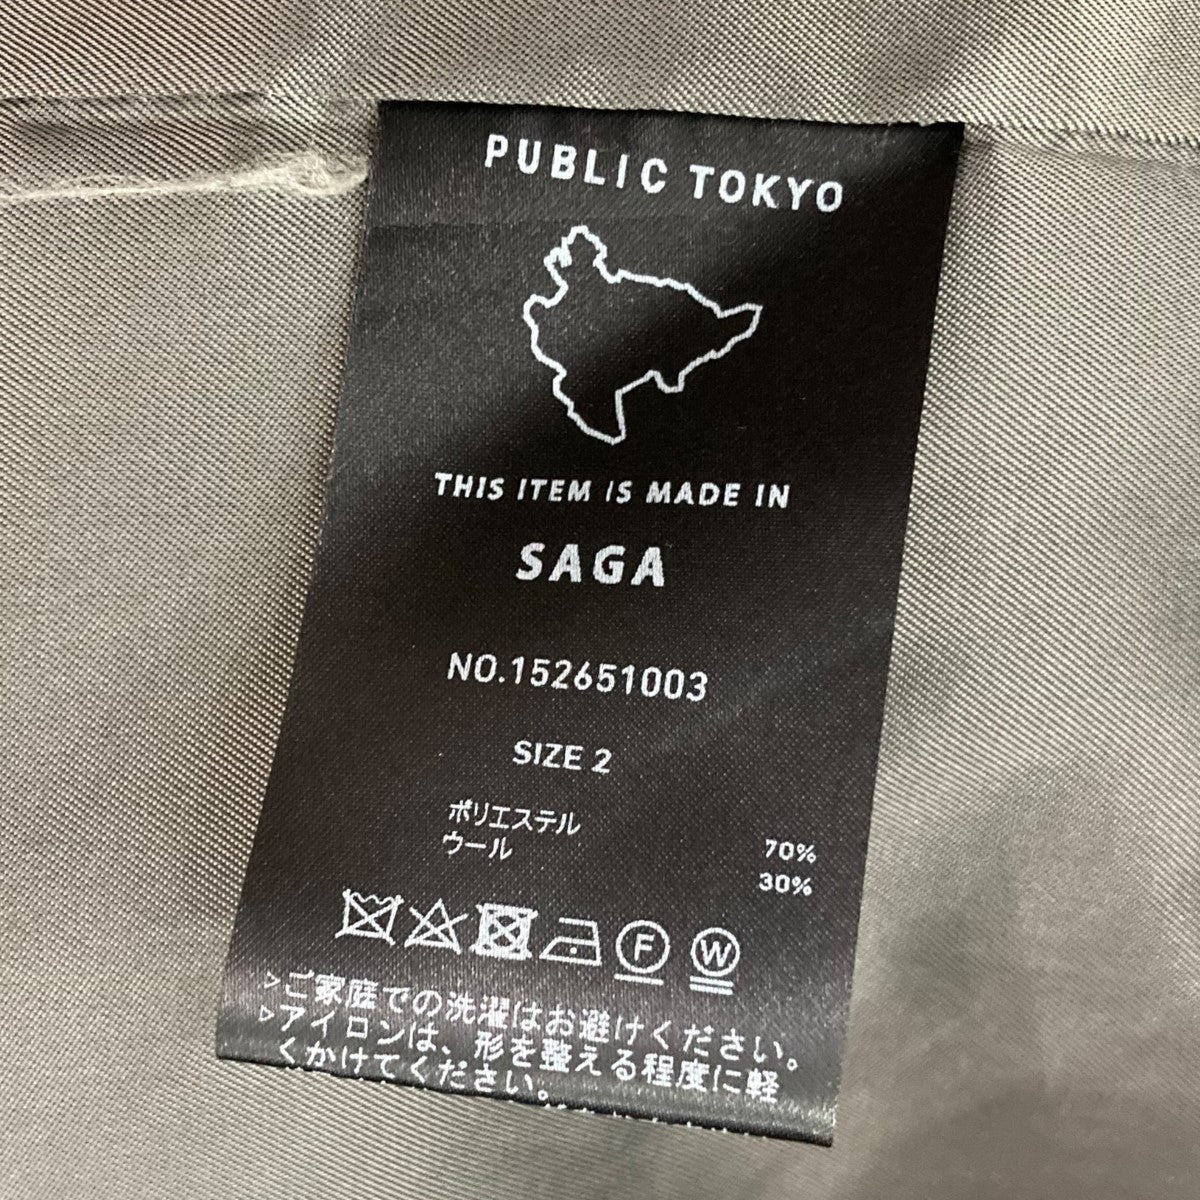 PUBLIC TOKYO
THIS ITEM IS MADE IN
SAGA
NO.152651003
SIZE 2
ポリエステル 70%
ウール 30%
F W
▷ご家庭での洗濯はお避けください。
▷アイロンは、形を整える程度に軽
くかけてください。